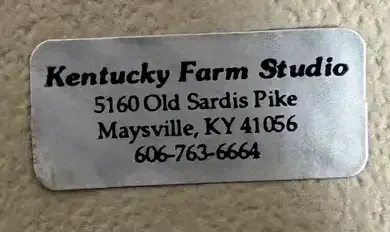 Kentucky Farm Studio
5160 Old Sardis Pike
Maysville, KY 41056
606-763-6664